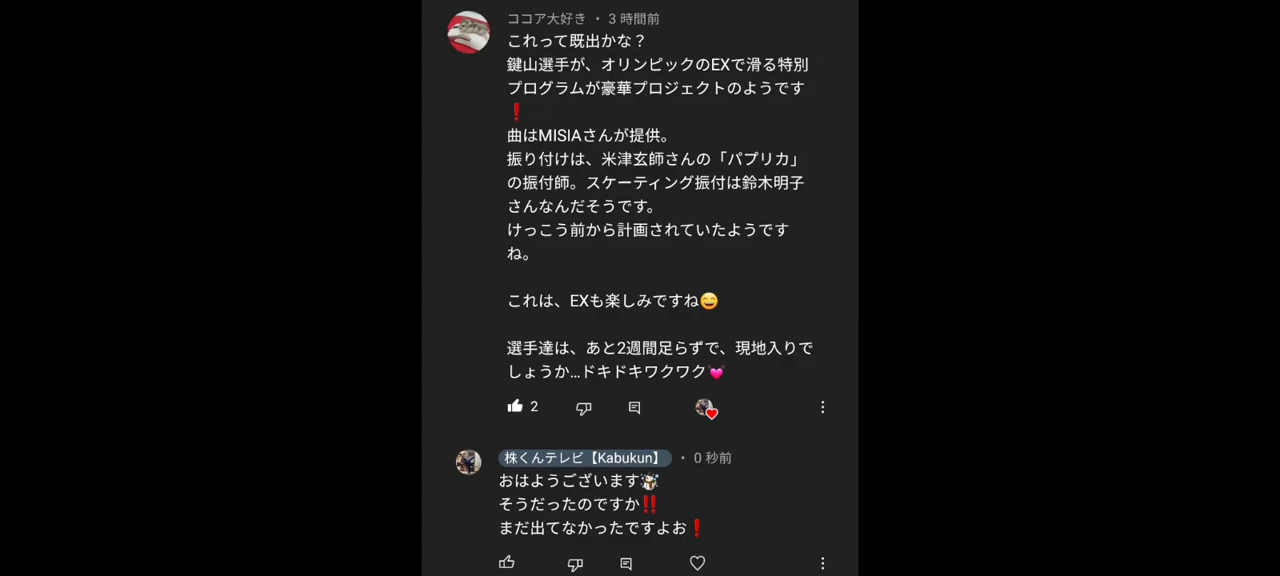 ココア大好き ・ 3 時間前
これって既出かな？
鍵山選手が、オリンピックのEXで滑る特別
プログラムが豪華プロジェクトのようです
❗
曲はMISIAさんが提供。
振り付けは、米津玄師さんの「パプリカ」
の振付師。スケーティング振付は鈴木明子
さんなんだそうです。
けっこう前から計画されていたようです
ね。
これは、EXも楽しみですね😄
選手達は、あと2週間足らずで、現地入りで
しょうか...ドキドキワクワク💓
2
株くんテレビ【Kabukun】 ・ 0 秒前
おはようございます☃️
そうだったのですか‼️
まだ出てなかったですよお❗